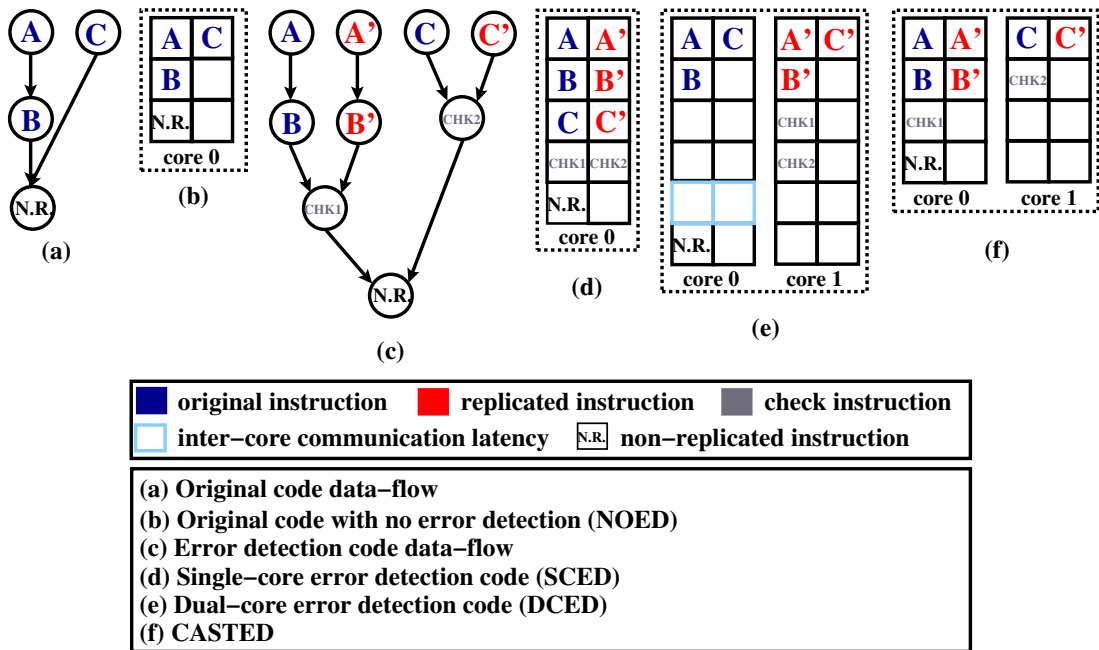 A
C
B
N.R.
(a)
A C
B
N.R.
core 0
(b)
A A’ C C’
B B’ CHK2
CHK1
N.R.
(c)
A A’
B B’
C C’
CHK1 CHK2
N.R.
core 0
(d)
A C A’ C’
B B’
CHK1
CHK2
N.R.
core 0 core 1
(e)
A A’ C C’
B B’ CHK2
CHK1
N.R.
core 0 core 1
(f)
original instruction replicated instruction check instruction
inter−core communication latency N.R. non−replicated instruction
(a) Original code data−flow
(b) Original code with no error detection (NOED)
(c) Error detection code data−flow
(d) Single−core error detection code (SCED)
(e) Dual−core error detection code (DCED)
(f) CASTED